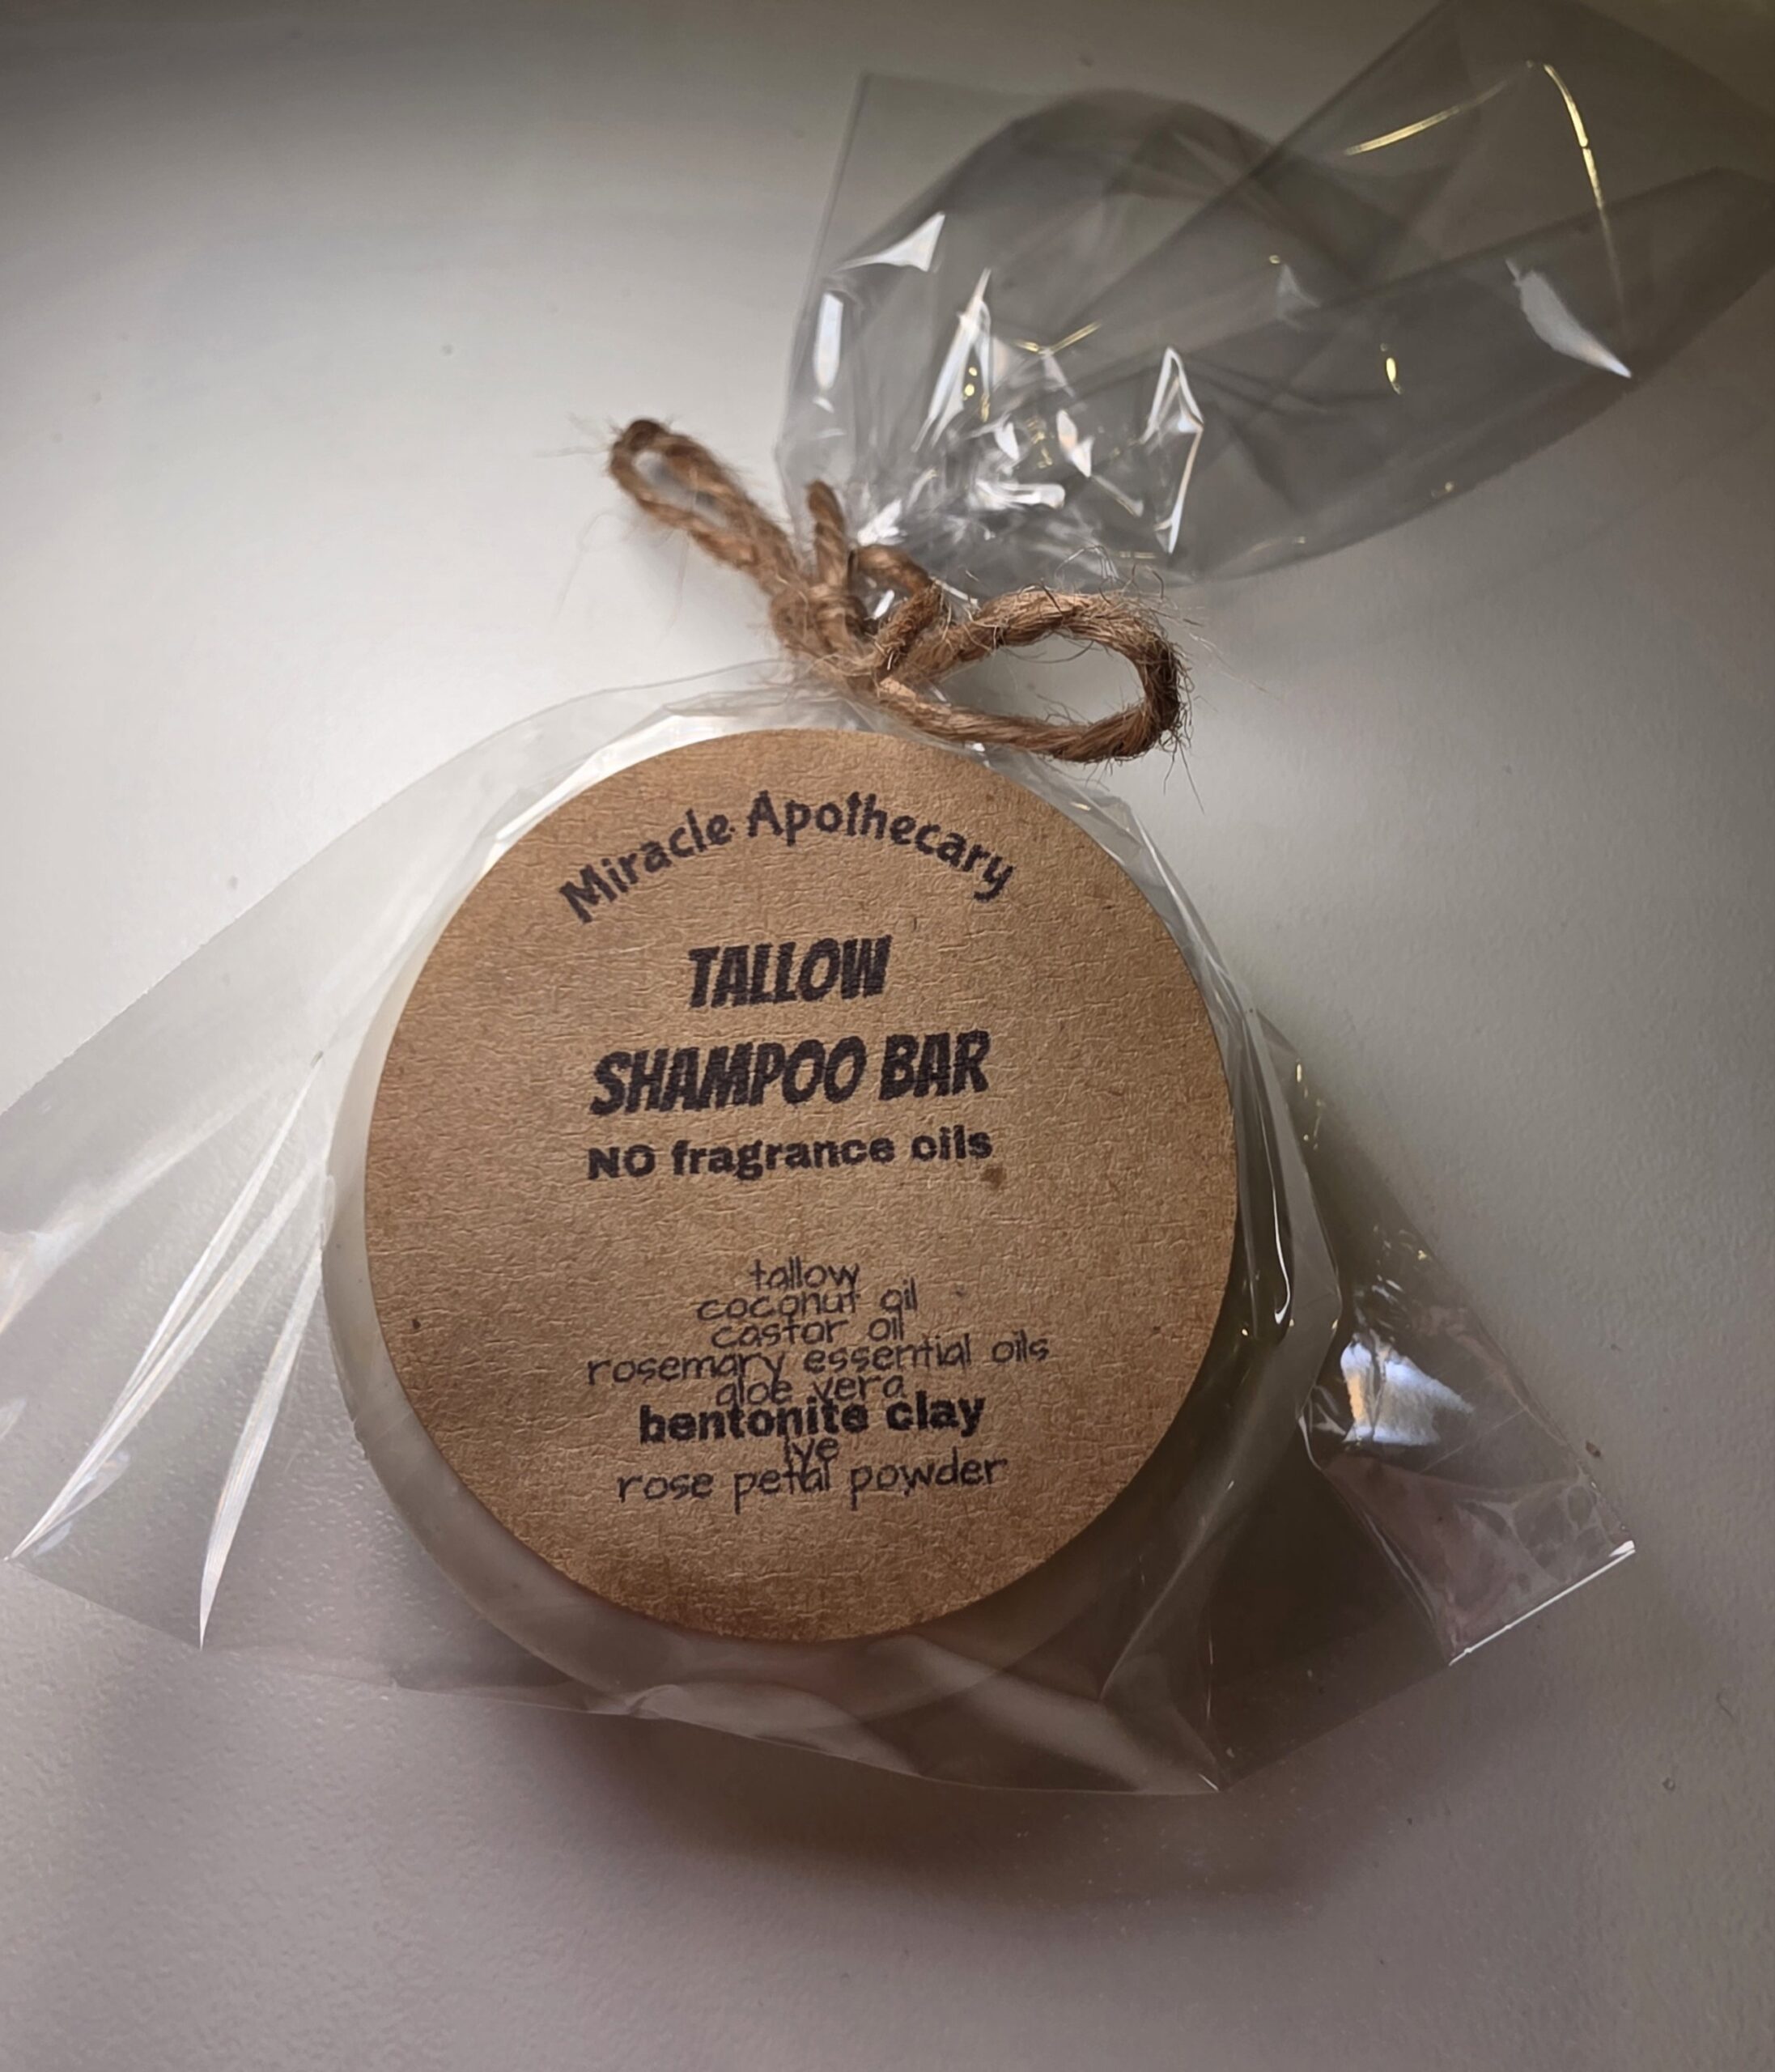 Miracle Apothecary
TALLOW
SHAMPOO BAR
NO fragrance oils
tallow
coconut oil
castor oil
rosemary essential oils
aloe vera
bentonite clay
lye
rose petal powder